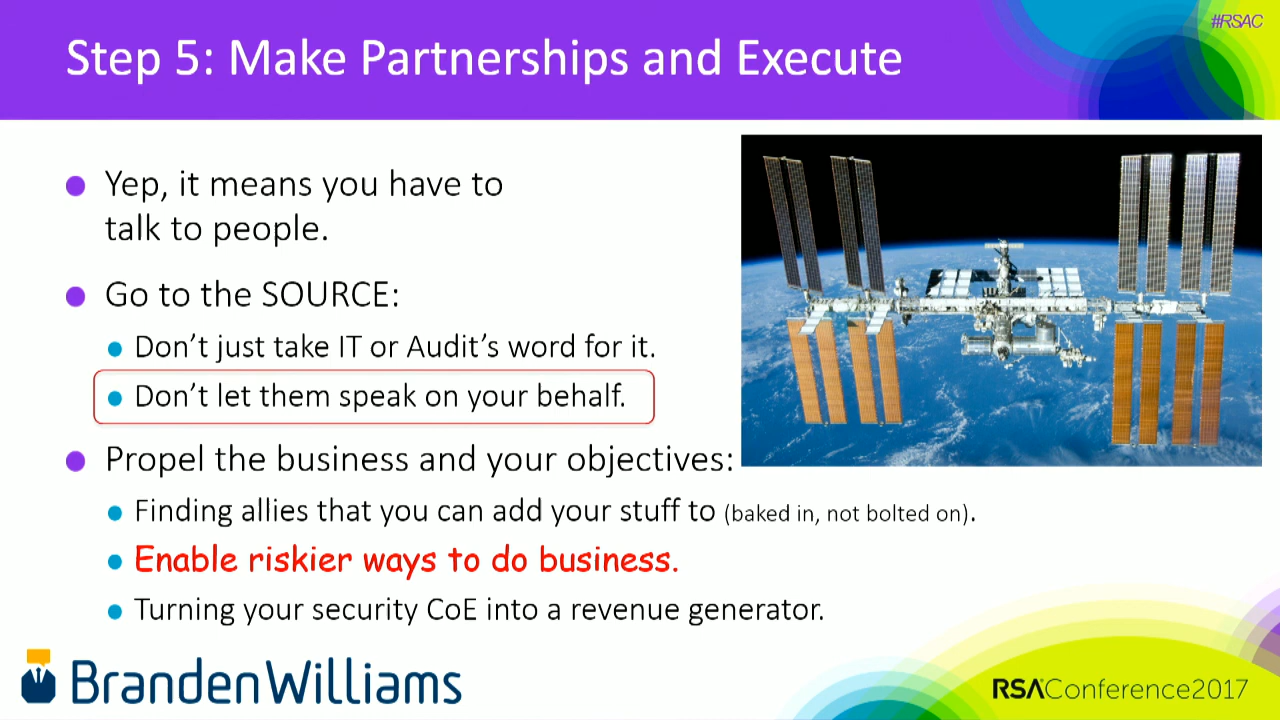 #RSAC
Step 5: Make Partnerships and Execute
Yep, it means you have to
talk to people.
Go to the SOURCE:
Don’t just take IT or Audit’s word for it.
Don’t let them speak on your behalf.
Propel the business and your objectives:
Finding allies that you can add your stuff to (baked in, not bolted on).
Enable riskier ways to do business.
Turning your security CoE into a revenue generator.
BrandenWilliams
RSAConference2017